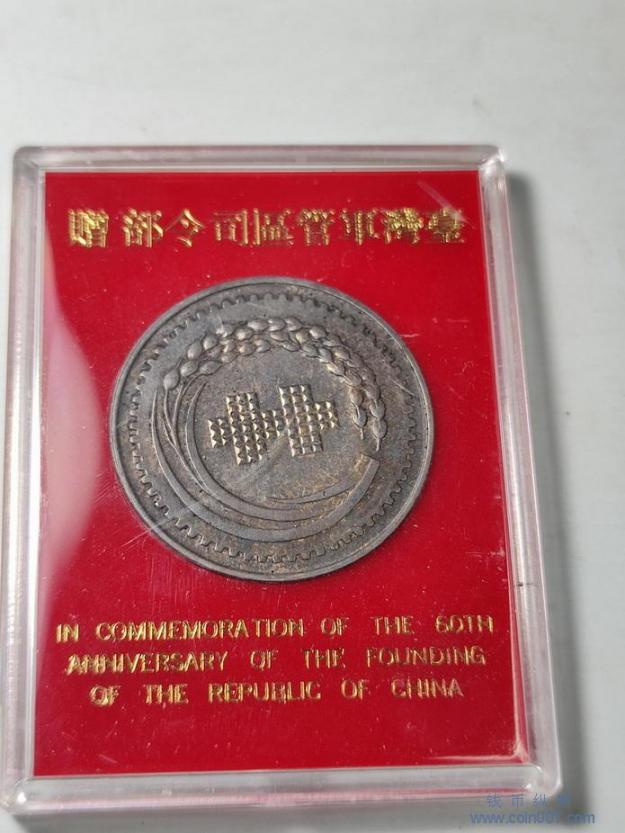 臺灣軍管區司令部贈
IN COMMEMORATION OF THE 60TH
ANNIVERSARY OF THE FOUNDING
OF THE REPUBLIC OF CHINA
钱币纵横
www.coin001.com